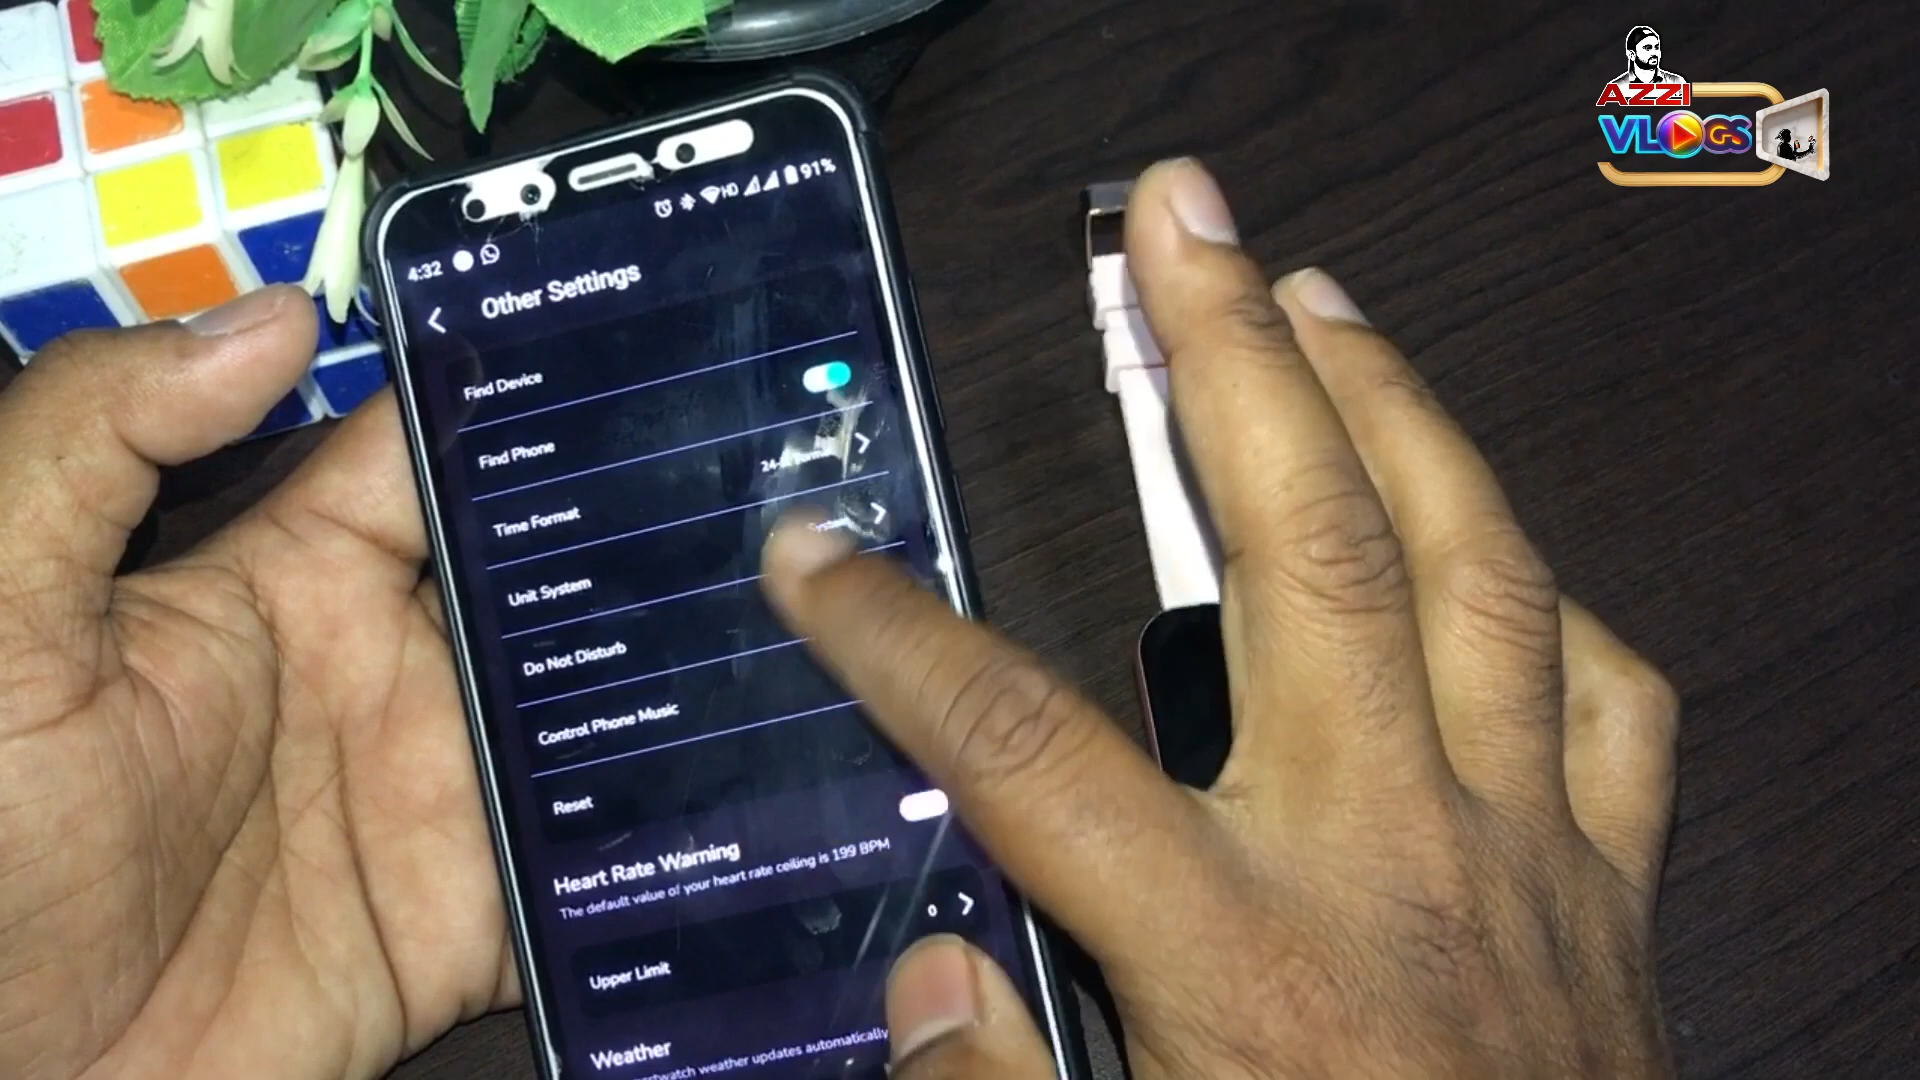 AZZI
VLOGS
91%
4:32
Other Settings
Find Device
Find Phone
Time Format
Unit System
Do Not Disturb
Control Phone Music
Reset
Heart Rate Warning
The default value of your heart rate ceiling is 199 BPM
0
Upper Limit
Weather
weather updates automatically